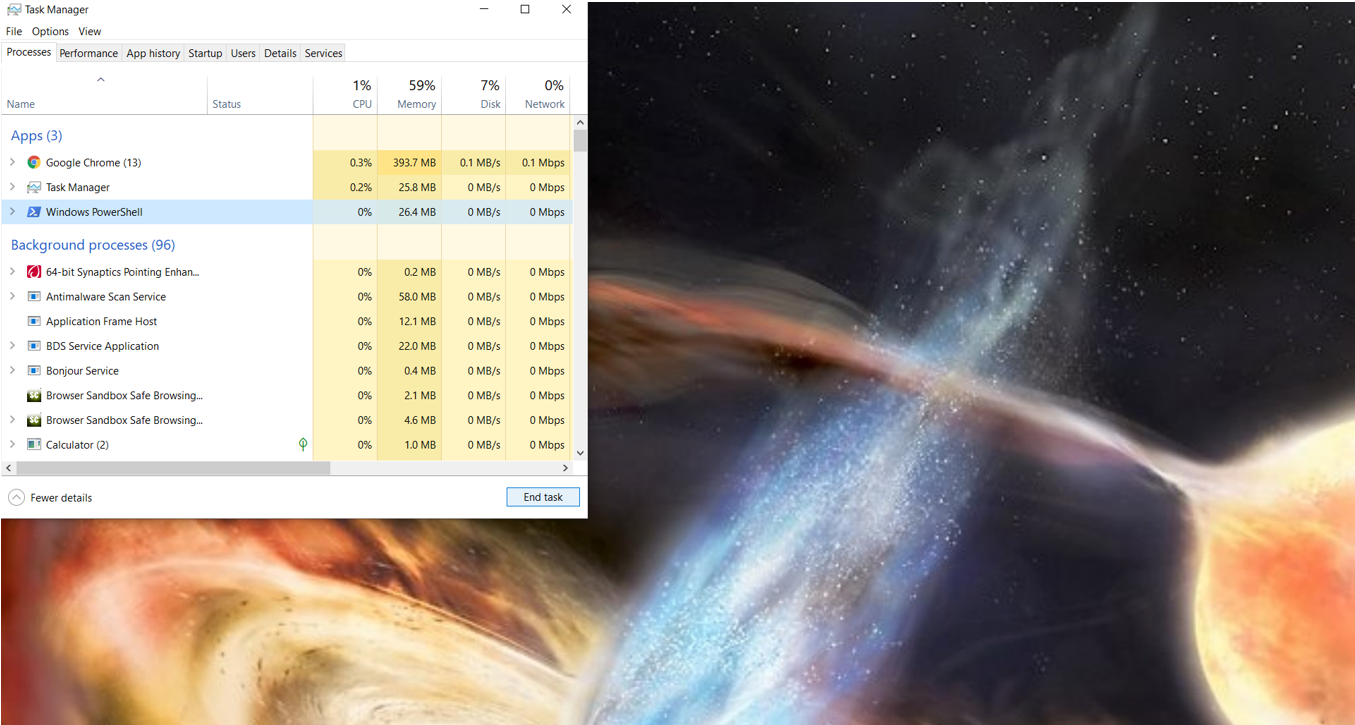 Task Manager
File Options View
Processes Performance App history Startup Users Details Services
1% 59% 7% 0%
Name Status CPU Memory Disk Network
Apps (3)
Google Chrome (13) 0.3% 393.7 MB 0.1 MB/s 0.1 Mbps
Task Manager 0.2% 25.8 MB 0 MB/s 0 Mbps
Windows PowerShell 0% 26.4 MB 0 MB/s 0 Mbps
Background processes (96)
64-bit Synaptics Pointing Enhan... 0% 0.2 MB 0 MB/s 0 Mbps
Antimalware Scan Service 0% 58.0 MB 0 MB/s 0 Mbps
Application Frame Host 0% 12.1 MB 0 MB/s 0 Mbps
BDS Service Application 0% 22.0 MB 0 MB/s 0 Mbps
Bonjour Service 0% 0.4 MB 0 MB/s 0 Mbps
Browser Sandbox Safe Browsing... 0% 2.1 MB 0 MB/s 0 Mbps
Browser Sandbox Safe Browsing... 0% 4.6 MB 0 MB/s 0 Mbps
Calculator (2) 0% 1.0 MB 0 MB/s 0 Mbps
Fewer details End task